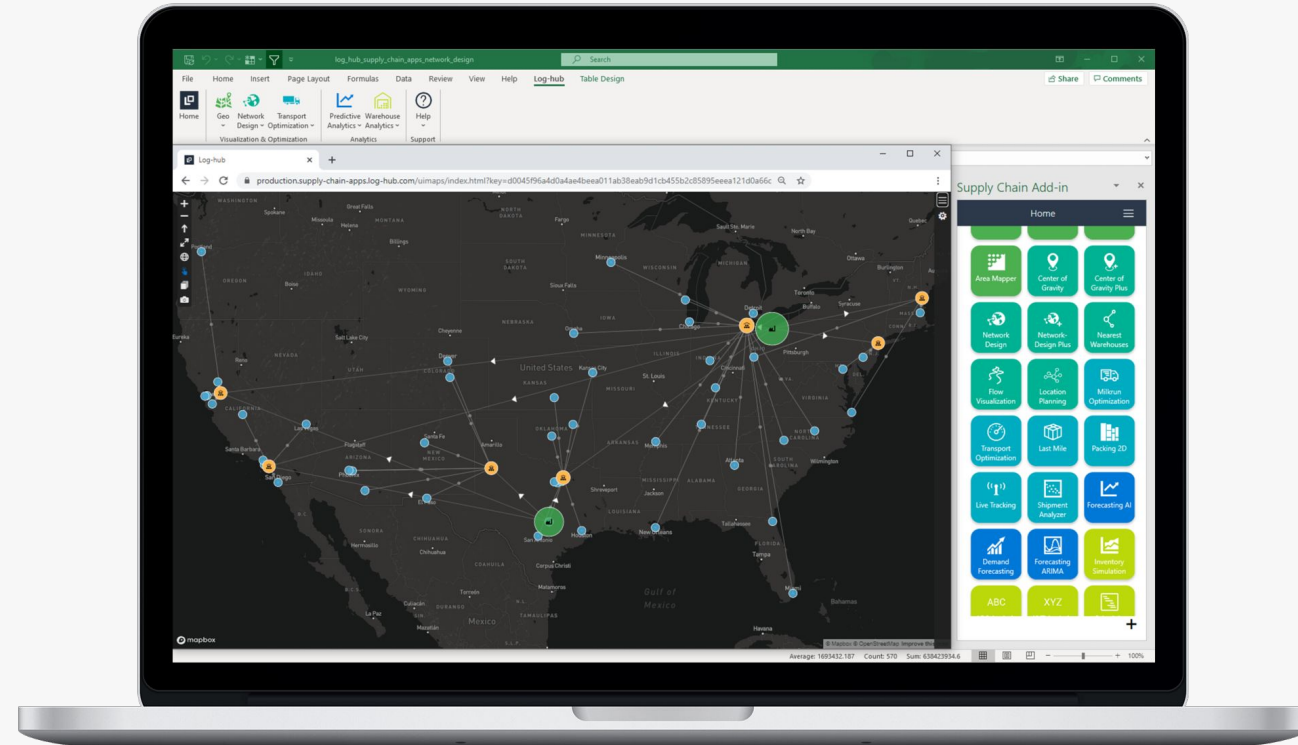 log_hub_supply_chain_apps_network_design
Search
File Home Insert Page Layout Formulas Data Review View Help Log-hub Table Design
Share Comments
Home
Geo
Network Design
Transport Optimization
Predictive Analytics
Warehouse Analytics
Help
Visualization & Optimization Analytics Support
Log-hub
production.supply-chain-apps.log-hub.com/uimaps/index.html?key=
Supply Chain Add-in
Home
Area Mapper
Center of Gravity
Center of Gravity Plus
Network Design
Network-Design Plus
Nearest Warehouses
Flow Visualization
Location Planning
Milkrun Optimization
Transport Optimization
Last Mile
Packing 2D
Live Tracking
Shipment Analyzer
Forecasting AI
Demand Forecasting
Forecasting ARIMA
Inventory Simulation
ABC
XYZ
WASHINGTON
Spokane
Great Falls
Missoula
Helena
MONTANA
NORTH DAKOTA
Fargo
MINNESOTA
Sault Ste. Marie
North Bay
Quebec
Portland
Billings
Ottawa
Burlington
OREGON
Boise
IDAHO
WYOMING
SOUTH DAKOTA
Minneapolis
WISCONSIN
MICHIGAN
Toronto
Sioux Falls
Detroit
Buffalo
Syracuse
Eureka
Salt Lake City
Cheyenne
NEBRASKA
Omaha
IOWA
Chicago
Pittsburgh
Reno
NEVADA
UTAH
Denver
COLORADO
United States
Kansas City
KANSAS
St. Louis
MISSOURI
ILLINOIS
Cincinnati
KENTUCKY
VIRGINIA
CALIFORNIA
Las Vegas
Santa Barbara
Flagstaff
ARIZONA
Santa Fe
NEW MEXICO
Amarillo
OKLAHOMA
ARKANSAS
Memphis
NORTH CAROLINA
San Diego
Phoenix
El Paso
Atlanta
SOUTH CAROLINA
Wilmington
MISSISSIPPI
ALABAMA
GEORGIA
Shreveport
Jackson
LOUISIANA
B.C.
SONORA
Hermosillo
CHIHUAHUA
Chihuahua
San Antonio
Houston
New Orleans
Tallahassee
FLORIDA
Tampa
COAHUILA
Corpus Christi
Matamoros
B.C.S.
Torreón
Culiacán
DURANGO
N.L.
TAMAULIPAS
Gulf of Mexico
Miami
Bahamas
La Paz
Mazatlán
Mexico
S.L.P.
Havana
mapbox
© Mapbox © OpenStreetMap Improve
Average: 1693432.187 Count: 570 Sum: 638423934.6 100%